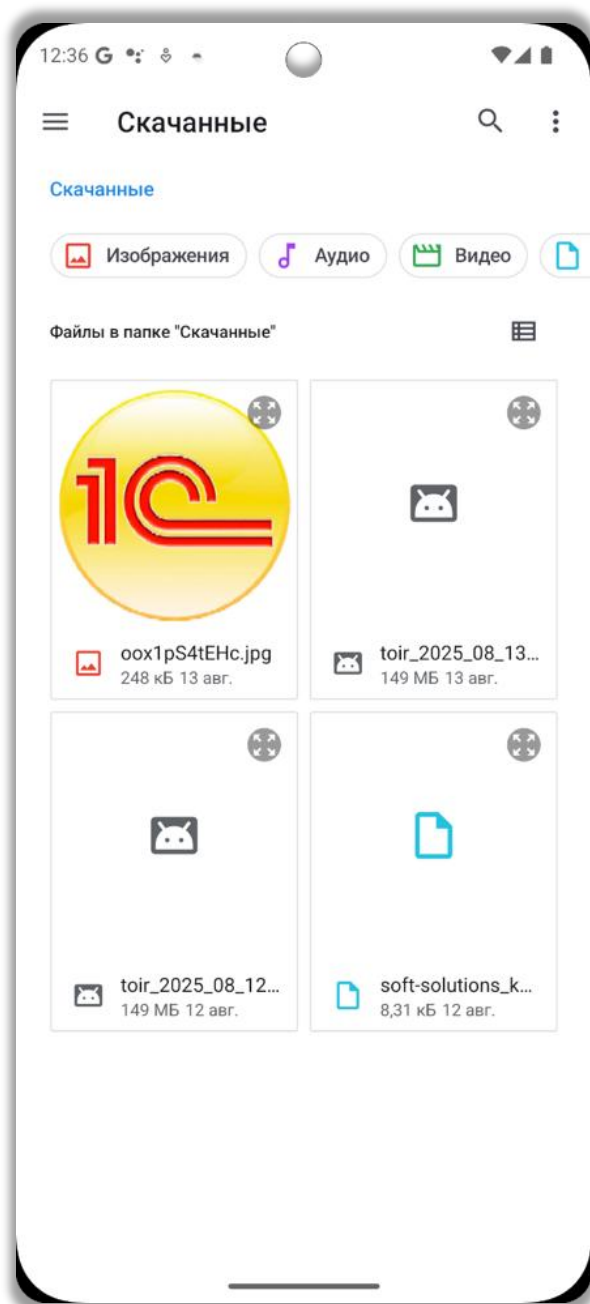 12:36 G
Скачанные
Скачанные
Изображения Аудио Видео
Файлы в папке "Скачанные"
1С
oox1pS4tEHc.jpg
248 кБ 13 авг.
toir_2025_08_13...
149 МБ 13 авг.
toir_2025_08_12...
149 МБ 12 авг.
soft-solutions_k...
8,31 кБ 12 авг.